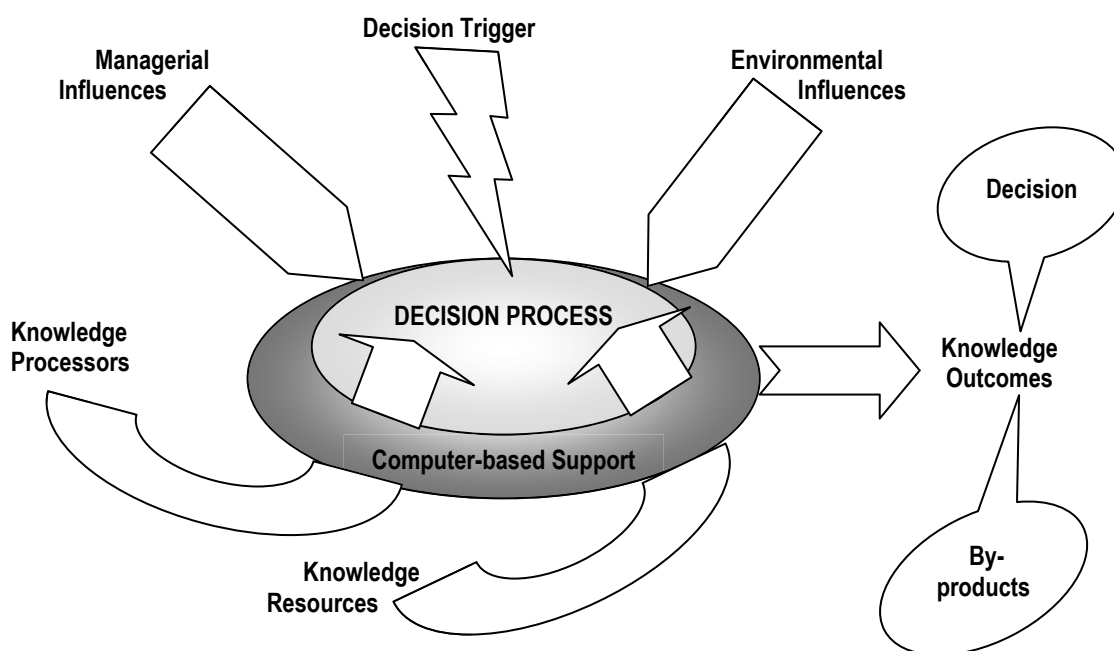 Decision Trigger
Managerial
Influences
Environmental
Influences
Decision
DECISION PROCESS
Knowledge
Processors
Knowledge
Outcomes
Computer-based Support
Knowledge
Resources
By-
products